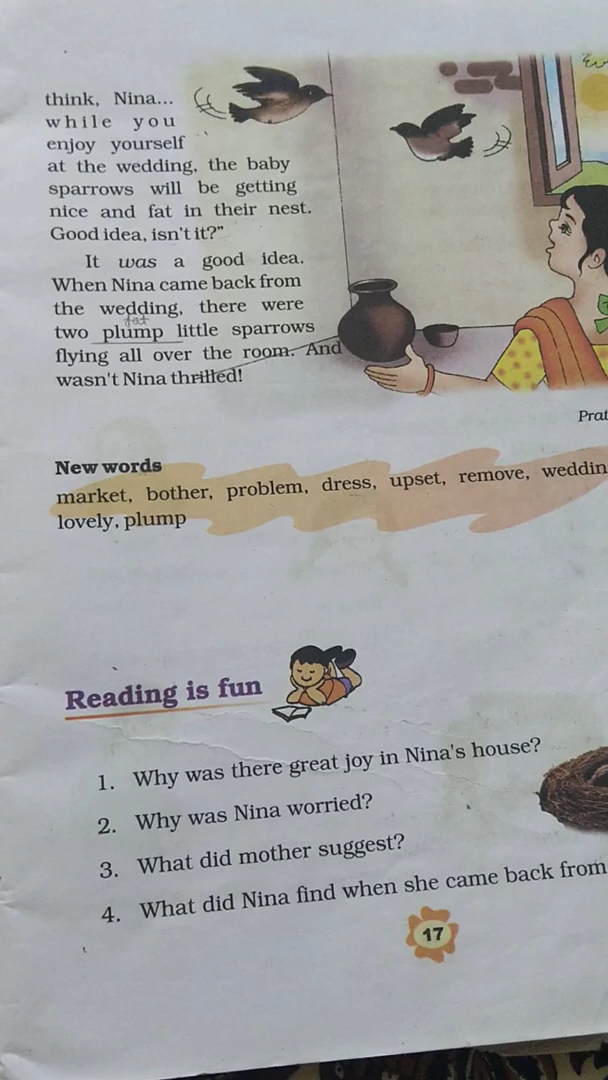 think, Nina...
while you
enjoy yourself
at the wedding, the baby
sparrows will be getting
nice and fat in their nest.
Good idea, isn't it?"
It was a good idea.
When Nina came back from
the wedding, there were
fat
two plump little sparrows
flying all over the room. And
wasn't Nina thrilled!
Prat
New words
market, bother, problem, dress, upset, remove, weddin
lovely, plump
Reading is fun
1. Why was there great joy in Nina's house?
2. Why was Nina worried?
3. What did mother suggest?
4. What did Nina find when she came back from
17